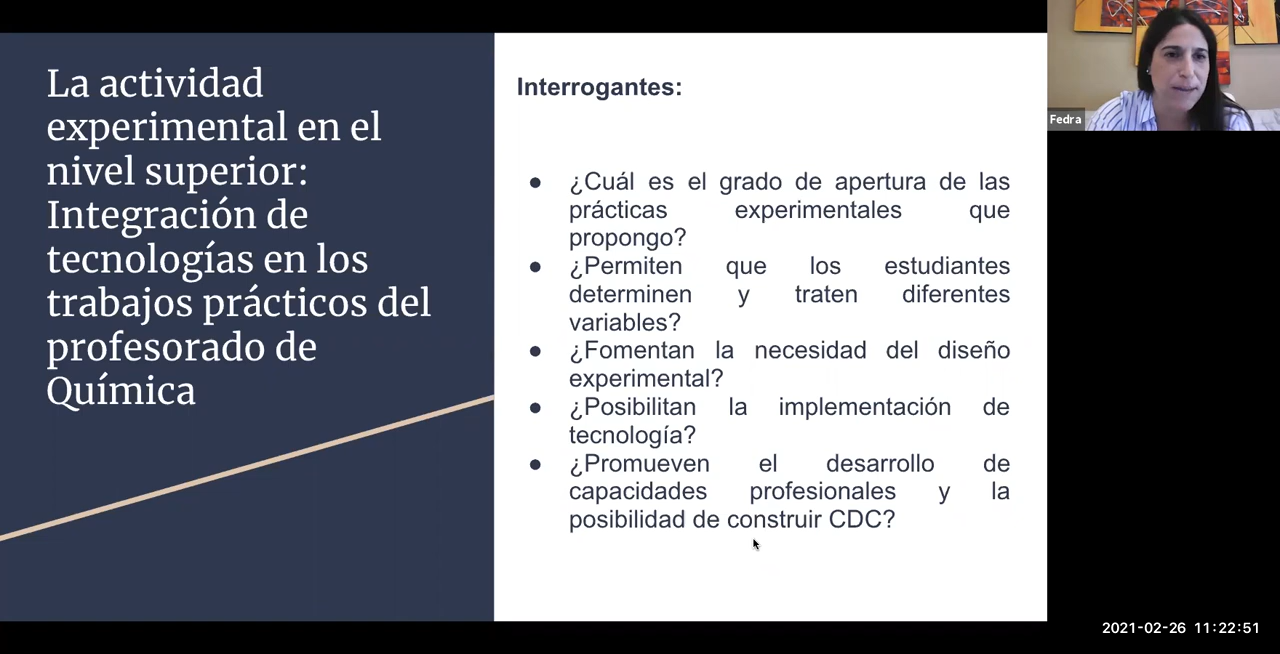 La actividad
experimental en el
nivel superior:
Integración de
tecnologías en los
trabajos prácticos del
profesorado de
Química
Interrogantes:
● ¿Cuál es el grado de apertura de las
prácticas experimentales que
propongo?
● ¿Permiten que los estudiantes
determinen y traten diferentes
variables?
● ¿Fomentan la necesidad del diseño
experimental?
● ¿Posibilitan la implementación de
tecnología?
● ¿Promueven el desarrollo de
capacidades profesionales y la
posibilidad de construir CDC?
Fedra
2021-02-26 11:22:51